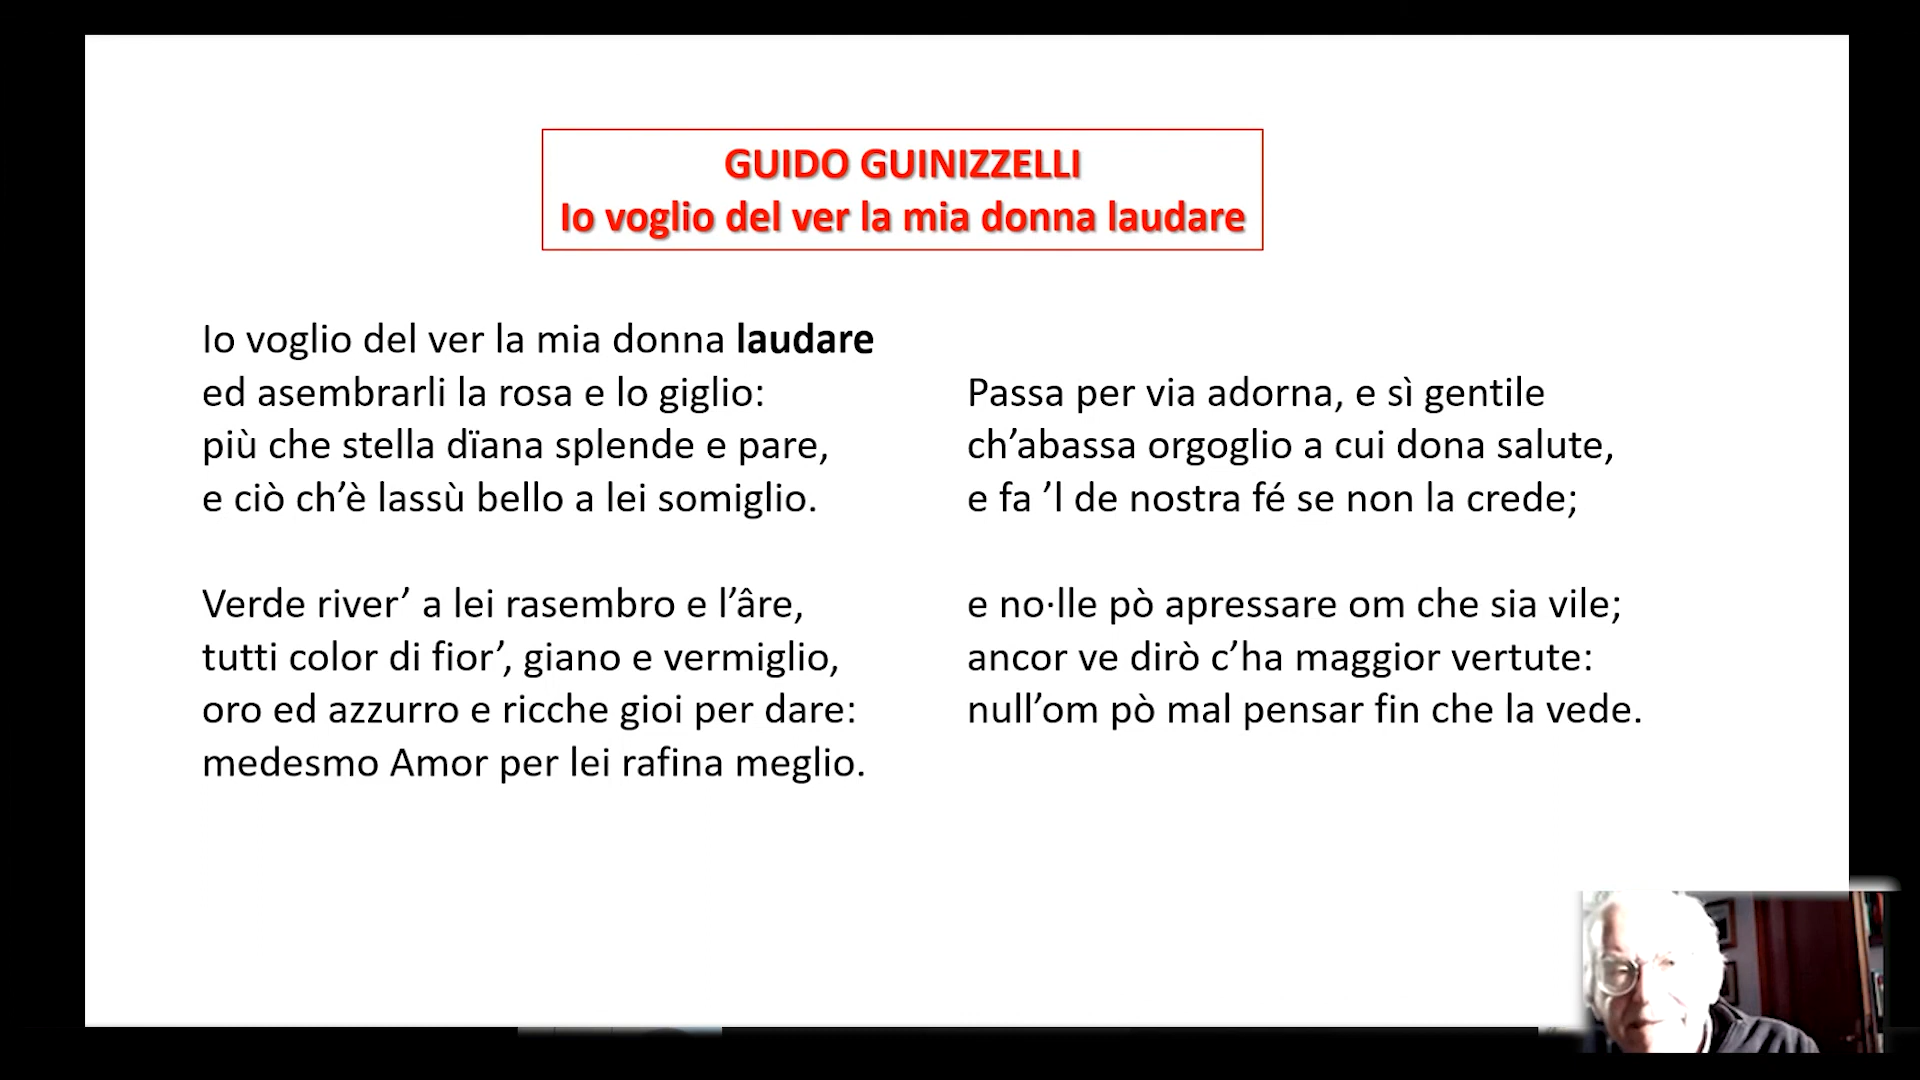 GUIDO GUINIZZELLI
Io voglio del ver la mia donna laudare
Io voglio del ver la mia donna laudare
ed asembrarli la rosa e lo giglio:
più che stella dïana splende e pare,
e ciò ch’è lassù bello a lei somiglio.
Verde river’ a lei rasembro e l’âre,
tutti color di fior’, giano e vermiglio,
oro ed azzurro e ricche gioi per dare:
medesmo Amor per lei rafina meglio.
Passa per via adorna, e sì gentile
ch’abassa orgoglio a cui dona salute,
e fa ’l de nostra fé se non la crede;
e no·lle pò apressare om che sia vile;
ancor ve dirò c’ha maggior vertute:
null’om pò mal pensar fin che la vede.